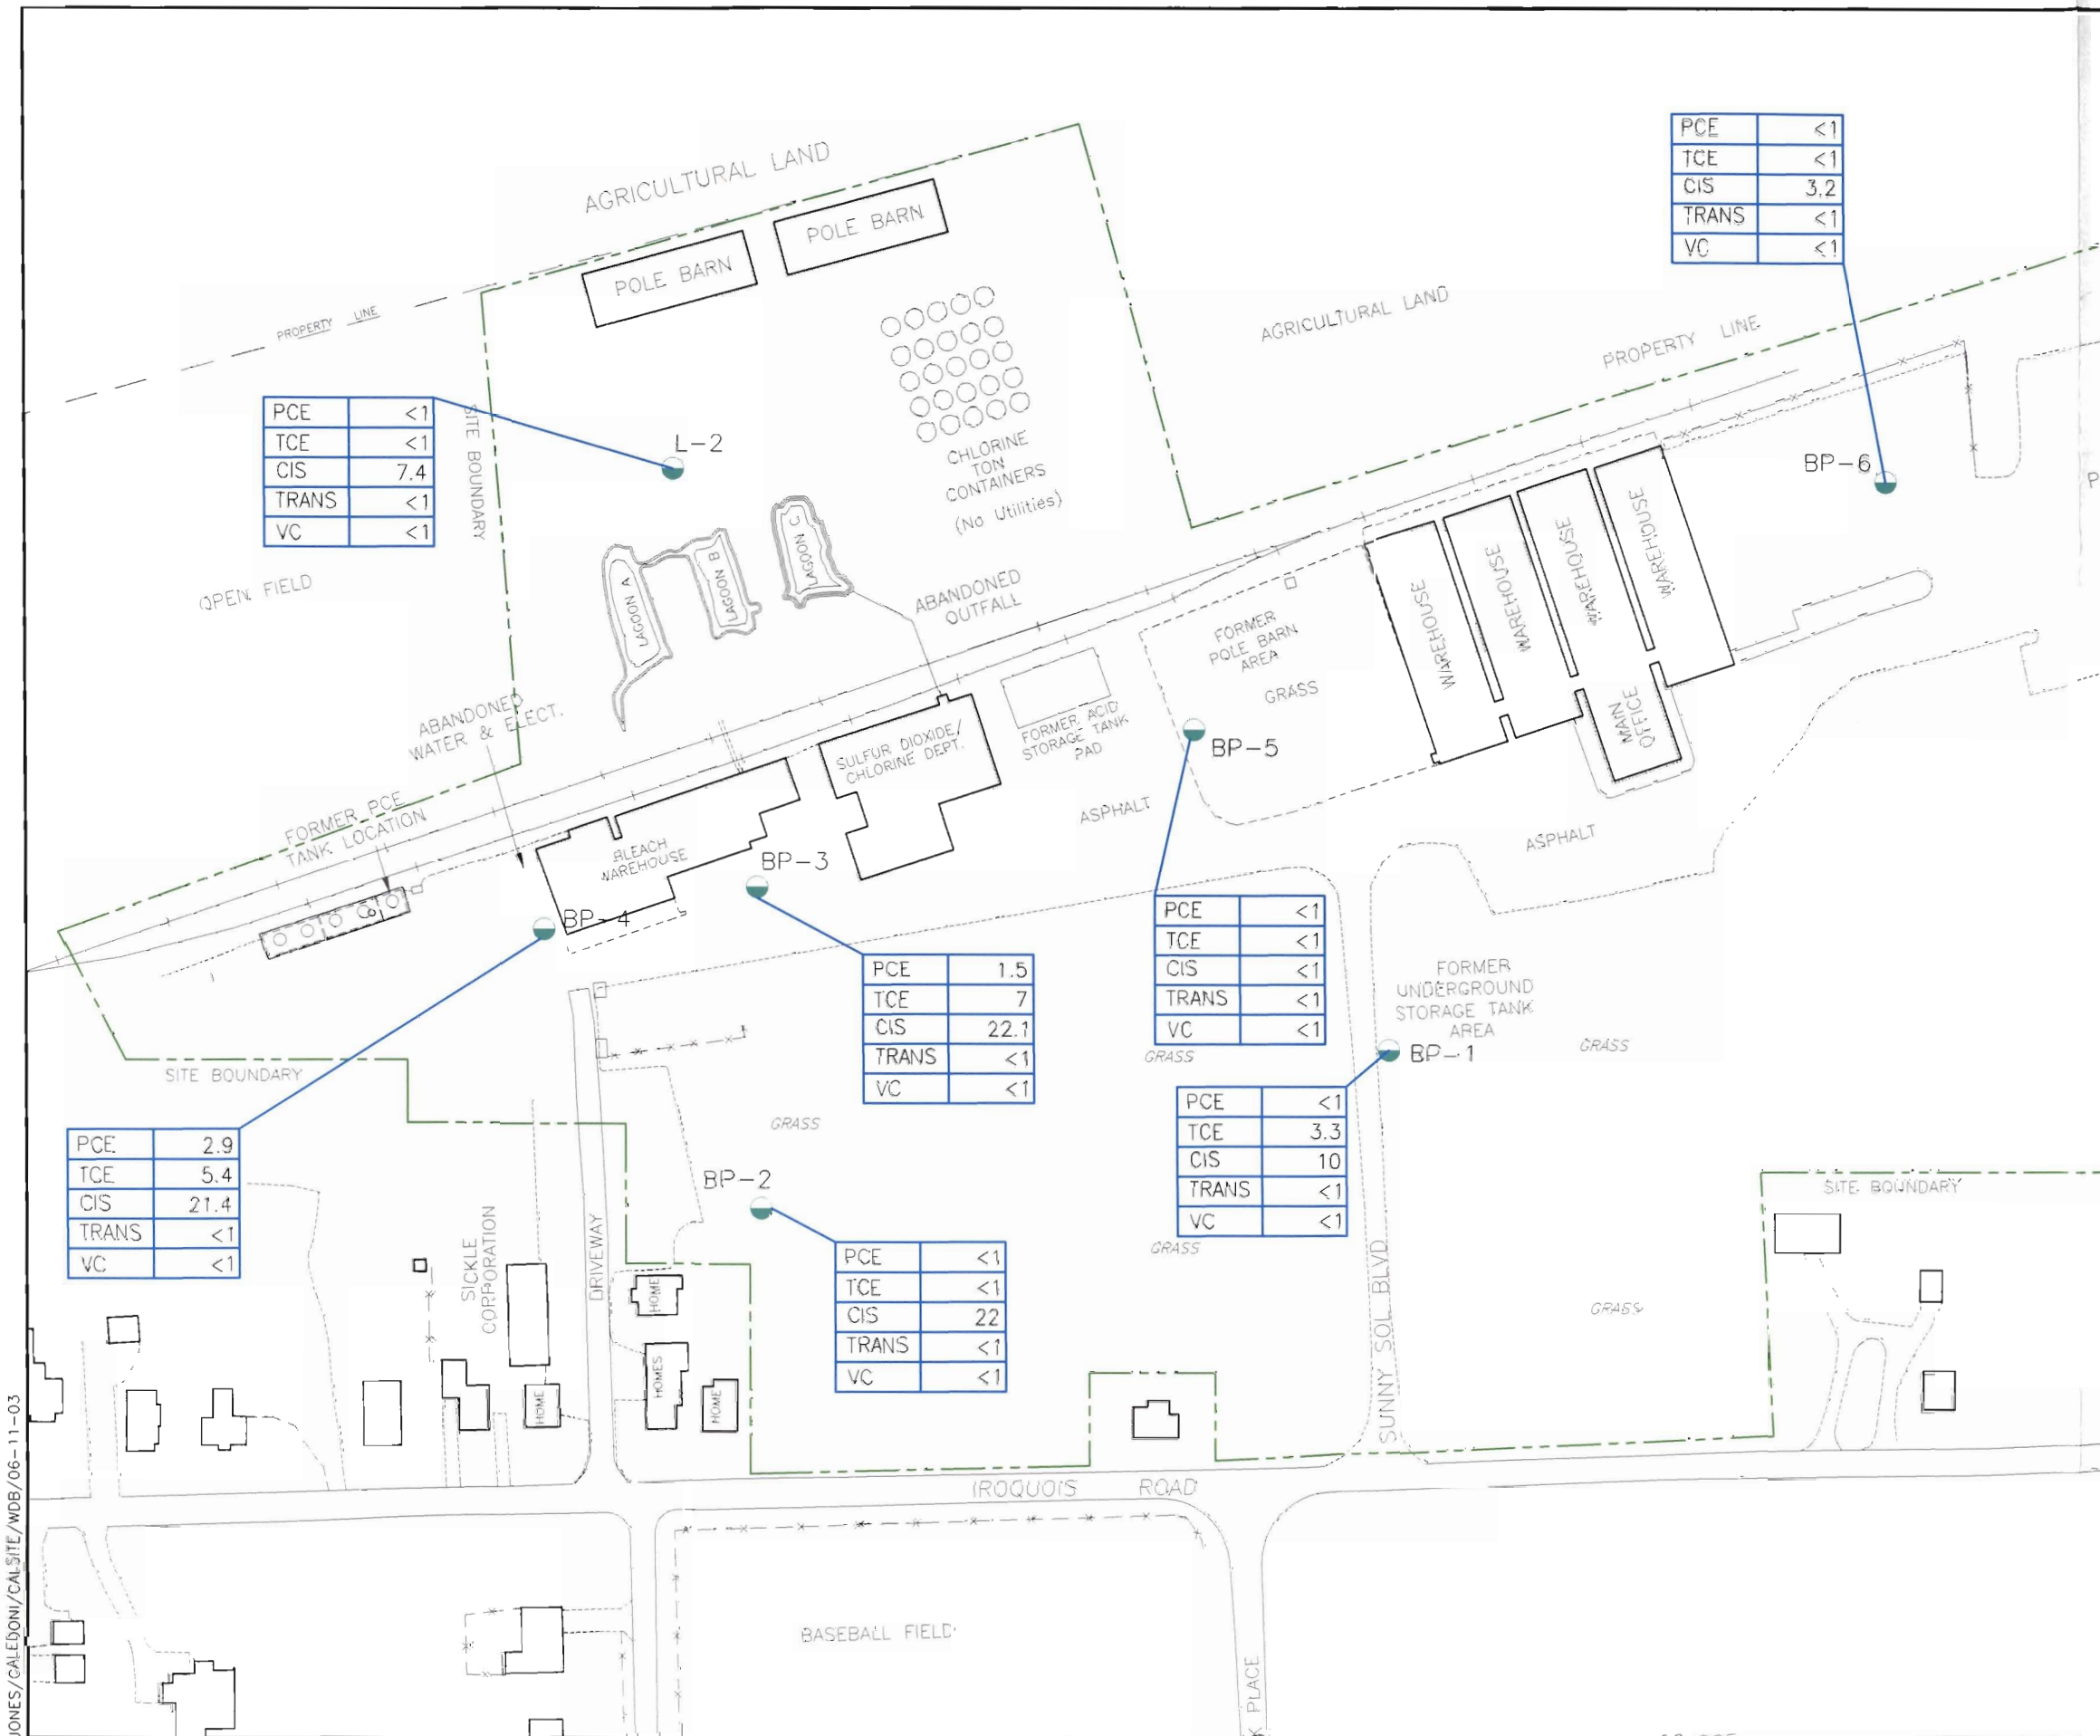 AGRICULTURAL LAND
POLE BARN
POLE BARN
PROPERTY LINE
PCE <1
TCE <1
CIS 3.2
TRANS <1
VC <1
AGRICULTURAL LAND
PROPERTY LINE
PCE <1
TCE <1
CIS 7.4
TRANS <1
VC <1
SITE BOUNDARY
L-2
CHLORINE
TON
CONTAINERS
(No Utilities)
BP-6
P
OPEN FIELD
LAGOON A
LAGOON B
LAGOON C
ABANDONED
OUTFALL
FORMER
POLE BARN
AREA
GRASS
WAREHOUSE
WAREHOUSE
WAREHOUSE
WAREHOUSE
MAIN
OFFICE
ABANDONED
WATER & ELECT.
SULFUR DIOXIDE/
CHLORINE DEPT.
FORMER ACID
STORAGE TANK
PAD
BP-5
ASPHALT
ASPHALT
FORMER PCE
TANK LOCATION
BLEACH
WAREHOUSE
BP-3
BP-4
PCE 1.5
TCE 7
CIS 22.1
TRANS <1
VC <1
PCE <1
TCE <1
CIS <1
TRANS <1
VC <1
FORMER
UNDERGROUND
STORAGE TANK
AREA
GRASS
BP-1
GRASS
SITE BOUNDARY
PCE <1
TCE 3.3
CIS 10
TRANS <1
VC <1
GRASS
PCE 2.9
TCE 5.4
CIS 21.4
TRANS <1
VC <1
BP-2
SITE BOUNDARY
SICKLE
CORPORATION
DRIVEWAY
PCE <1
TCE <1
CIS 22
TRANS <1
VC <1
GRASS
SUNNY SOL BLVD
GRASS
HOME
HOMES
HOME
HOME
IROQUOIS ROAD
BASEBALL FIELD
K PLACE
JONES/CALEDONI/CALSITE/WDB/06-11-03